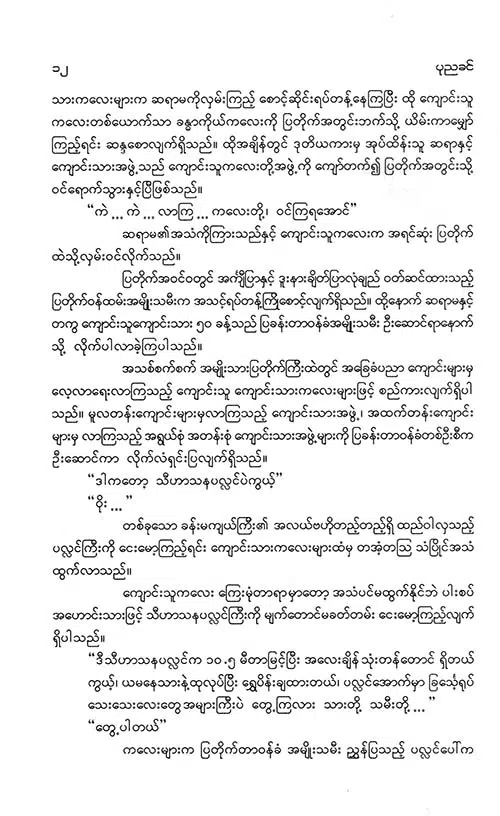 ၁၂
ပုညခင်
သားကလေးများက ဆရာမကိုလှမ်းကြည့် စောင့်ဆိုင်းရပ်တန့်နေကြပြီး ထို ကျောင်းသူ
ကလေးတစ်ယောက်သာ ခန္ဓာကိုယ်ကလေးကို ပြတိုက်အတွင်းဘက်သို့ ယိမ်းကာမျှော်
ကြည့်ရင်း ဆန္ဒစောလျက်ရှိသည်။ ထိုအချိန်တွင် ဒုတိယကားမှ အုပ်ထိန်းသူ ဆရာနှင့်
ကျောင်းသားအဖွဲ့သည် ကျောင်းသူကလေးတို့အဖွဲ့ကို ကျော်တက်၍ ပြတိုက်အတွင်းသို့
ဝင်ရောက်သွားနှင့်ပြီဖြစ်သည်။
“ကဲ ... ကဲ ... လာကြ ... ကလေးတို့၊ ဝင်ကြရအောင်”
ဆရာမ၏အသံကိုကြားသည်နှင့် ကျောင်းသူကလေးက အရင်ဆုံး ပြတိုက်
ထဲသို့လှမ်းဝင်လိုက်သည်။
ပြတိုက်အဝင်ဝတွင် အင်္ကျီပြာနှင့် ဒူးနားချိတ်ပြာလုံချည် ဝတ်ဆင်ထားသည့်
ပြတိုက်ဝန်ထမ်းအမျိုးသမီးက အသင့်ရပ်တန့်ကြိုစောင့်လျက်ရှိသည်။ ထို့နောက် ဆရာမနှင့်
တကွ ကျောင်းသူကျောင်းသား ၅၀ ခန့်သည် ပြခန်းတာဝန်ခံအမျိုးသမီး ဦးဆောင်ရာနောက်
သို့ လိုက်ပါလာခဲ့ကြပါသည်။
အသစ်စက်စက် အမျိုးသားပြတိုက်ကြီးထဲတွင် အခြေခံပညာ ကျောင်းများမှ
လေ့လာရေးလာကြသည့် ကျောင်းသူ ကျောင်းသားကလေးများဖြင့် စည်ကားလျက်ရှိပါ
သည်။ မူလတန်းကျောင်းများမှလာကြသည့် ကျောင်းသားအဖွဲ့၊ အထက်တန်းကျောင်း
များမှ လာကြသည့် အရွယ်စုံ အတန်းစုံ ကျောင်းသားအဖွဲ့များကို ပြခန်းတာဝန်ခံတစ်ဦးစီက
ဦးဆောင်ကာ လိုက်လံရှင်းပြလျက်ရှိသည်။
“ဒါကတော့ သီဟာသနပလ္လင်ပဲကွယ့်”
“ဝိုး ... ”
တစ်ခုသော ခန်းမကျယ်ကြီး၏ အလယ်ဗဟိုတည့်တည့်ရှိ ထည်ဝါလှသည့်
ပလ္လင်ကြီးကို ငေးမော့ကြည့်ရင်း ကျောင်းသားကလေးများထံမှ တအံ့တဩ သံပြိုင်အသံ
ထွက်လာသည်။
ကျောင်းသူကလေး ကြေးမုံတာရာမှာတော့ အသံပင်မထွက်နိုင်ဘဲ ပါးစပ်
အဟောင်းသားဖြင့် သီဟာသနပလ္လင်ကြီးကို မျက်တောင်မခတ်တမ်း ငေးမော့ကြည့်လျက်
ရှိပါသည်။
“ဒီသီဟာသနပလ္လင်က ၁၀.၅ မီတာမြင့်ပြီး အလေးချိန် သုံးတန်တောင် ရှိတယ်
ကွယ့်၊ ယမနေသားနဲ့ထုလုပ်ပြီး ရွှေပိန်းချထားတယ်၊ ပလ္လင်အောက်မှာ ခြင်္သေ့ရုပ်
သေးသေးလေးတွေအများကြီးပဲ တွေ့ကြလား သားတို့ သမီးတို့ ... ”
“တွေ့ပါတယ်”
ကလေးများက ပြတိုက်တာဝန်ခံ အမျိုးသမီး ညွှန်ပြသည့် ပလ္လင်ပေါ်က